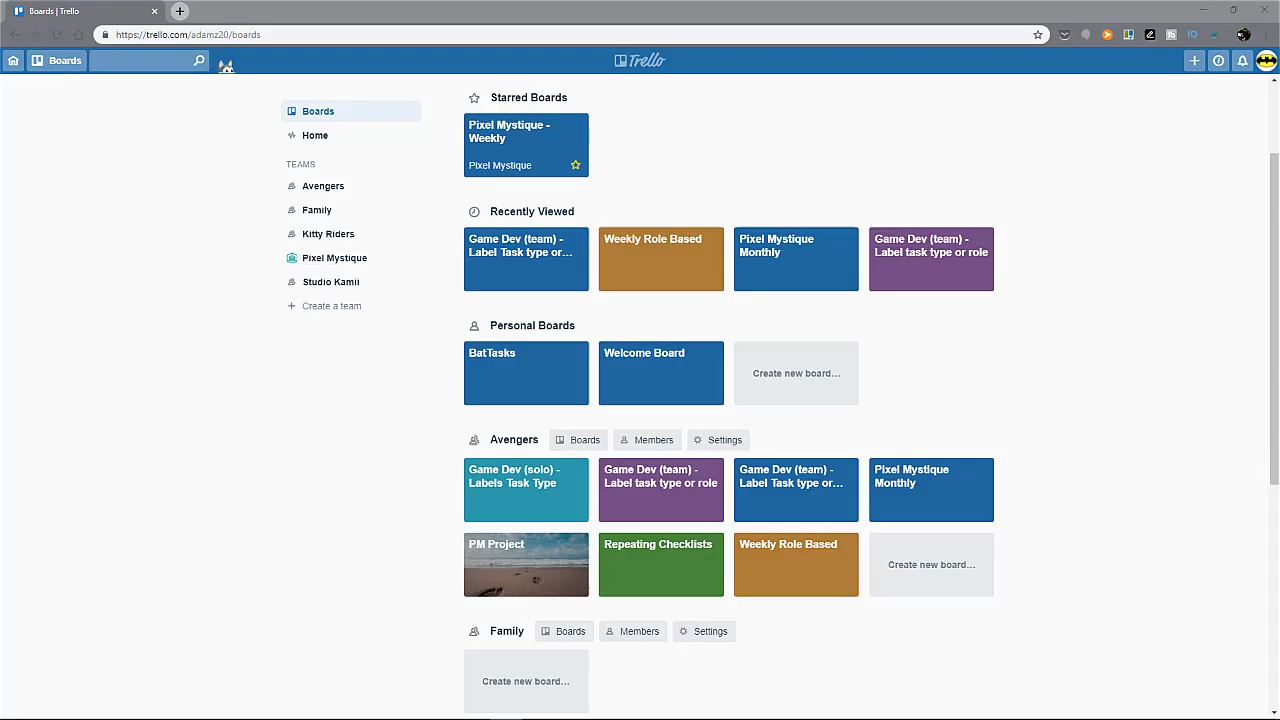 Boards | Trello
https://trello.com/adamz20/boards
Boards
Trello
Boards
Home
TEAMS
Avengers
Family
Kitty Riders
Pixel Mystique
Studio Kamii
Create a team
Starred Boards
Pixel Mystique -
Weekly
Pixel Mystique
Recently Viewed
Game Dev (team) -
Label Task type or...
Weekly Role Based
Pixel Mystique
Monthly
Game Dev (team) -
Label task type or role
Personal Boards
BatTasks
Welcome Board
Create new board...
Avengers
Boards
Members
Settings
Game Dev (solo) -
Labels Task Type
Game Dev (team) -
Label task type or role
Game Dev (team) -
Label Task type or...
Pixel Mystique
Monthly
PM Project
Repeating Checklists
Weekly Role Based
Create new board...
Family
Boards
Members
Settings
Create new board...